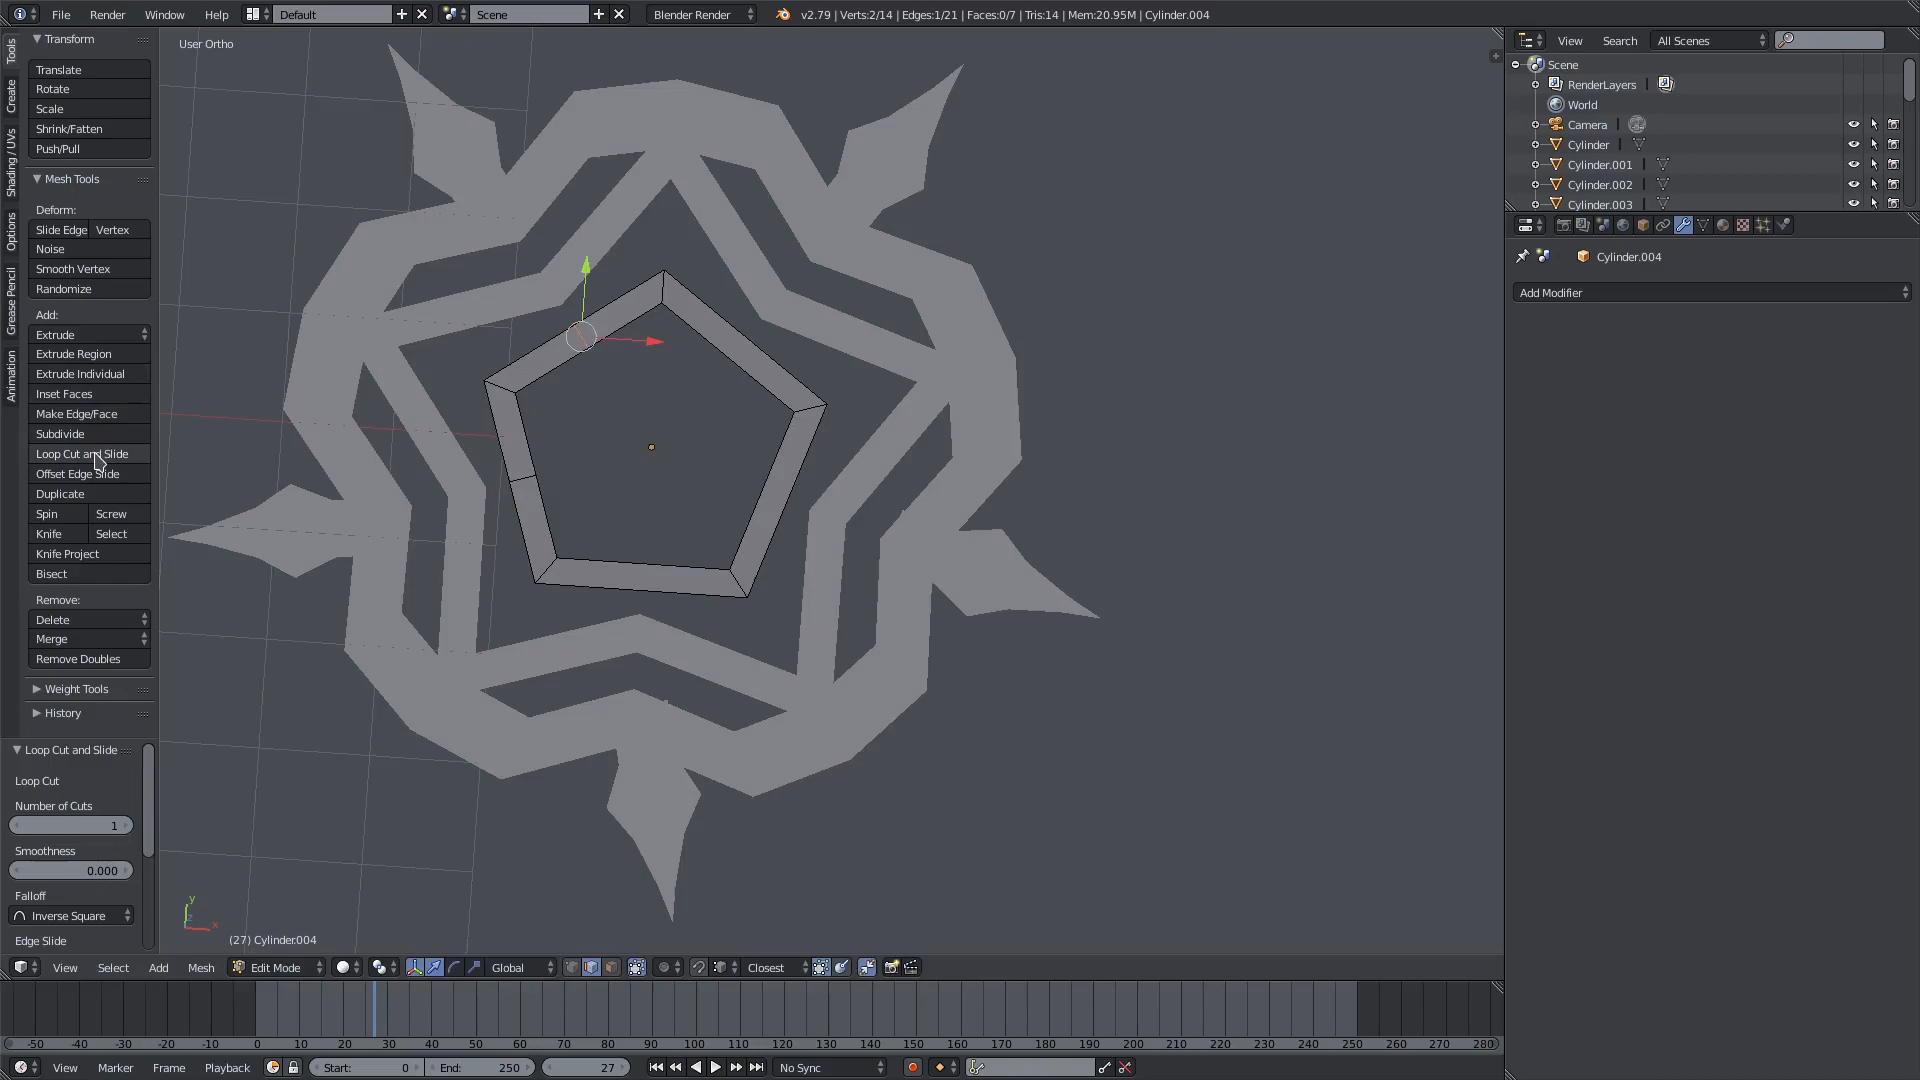 File Render Window Help Default Scene Blender Render v2.79 | Verts:2/14 | Edges:1/21 | Faces:0/7 | Tris:14 | Mem:20.95M | Cylinder.004
Tools
Create
Shading / UVs
Options
Grease Pencil
Animation
Transform
Translate
Rotate
Scale
Shrink/Fatten
Push/Pull
Mesh Tools
Deform:
Slide Edge Vertex
Noise
Smooth Vertex
Randomize
Add:
Extrude
Extrude Region
Extrude Individual
Inset Faces
Make Edge/Face
Subdivide
Loop Cut and Slide
Offset Edge Slide
Duplicate
Spin Screw
Knife Select
Knife Project
Bisect
Remove:
Delete
Merge
Remove Doubles
Weight Tools
History
Loop Cut and Slide
Loop Cut
Number of Cuts
1
Smoothness
0.000
Falloff
Inverse Square
Edge Slide
User Ortho
y
z
x
(27) Cylinder.004
View Select Add Mesh Edit Mode Global Closest
-50 -40 -30 -20 -10 0 10 20 30 40 50 60 70 80 90 100 110 120 130 140 150 160 170 180 190 200 210 220 230 240 250 260 270 280
View Marker Frame Playback Start: 0 End: 250 27 No Sync
View Search All Scenes
Scene
RenderLayers
World
Camera
Cylinder
Cylinder.001
Cylinder.002
Cylinder.003
Cylinder.004
Add Modifier